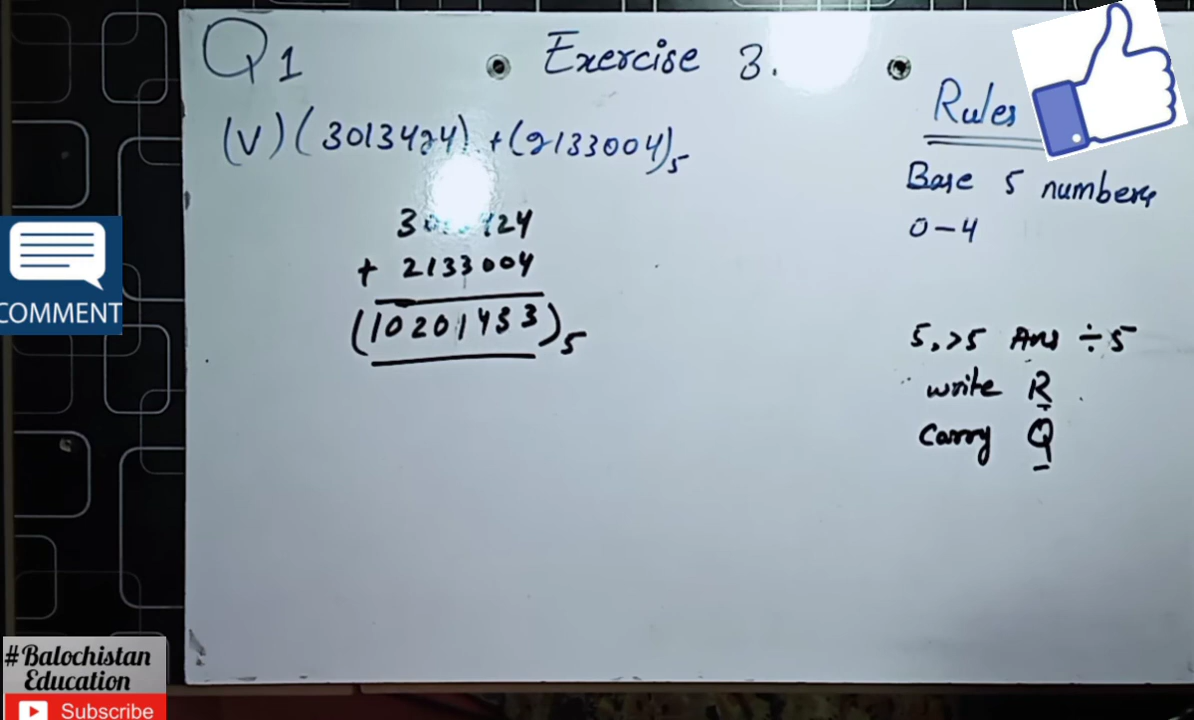 Q1
Exercise 3.
(v) (3013424) + (2133004)5
Rules
Base 5 numbers
0-4
+ 2133004
(10201433)5
5,>5 Ans ÷ 5
write R
Carry Q
COMMENT
#Balochistan
Education
Subscribe